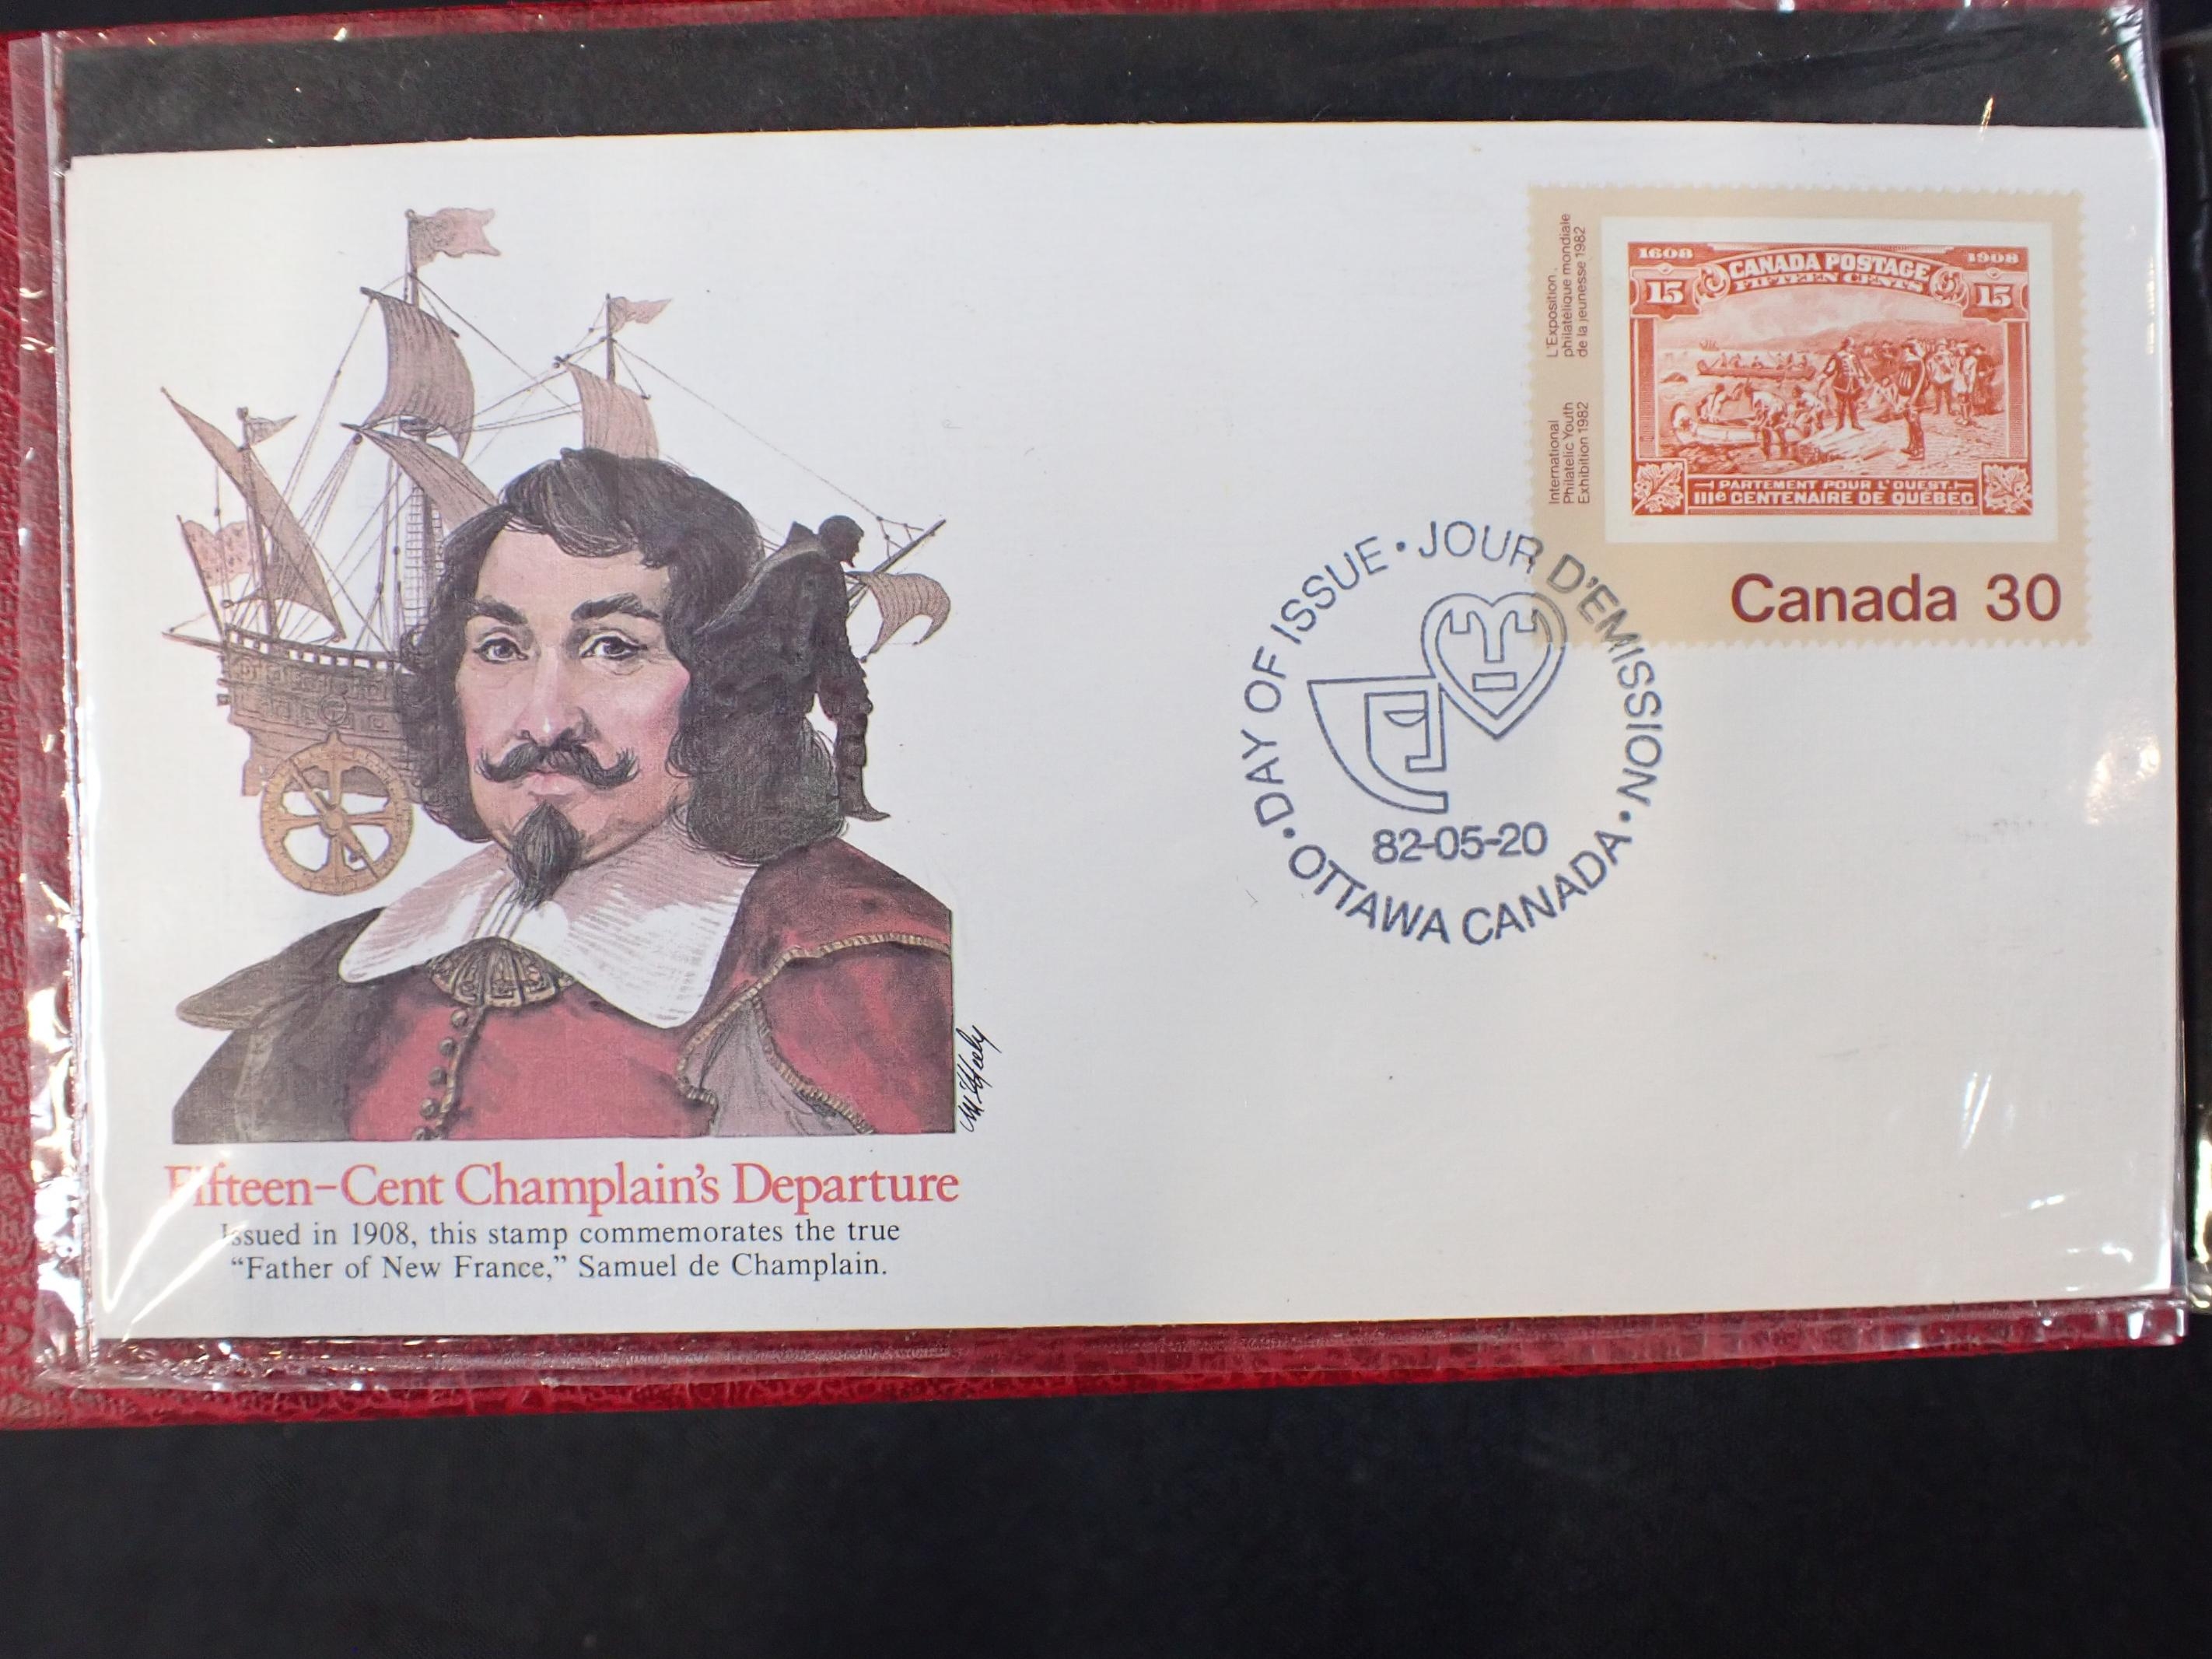 L'Exposition
philatélique mondiale
de la jeunesse 1982
International
Philatelic Youth
Exhibition 1982
1608 1908
CANADA POSTAGE
FIFTEEN CENTS
15 15
PARTEMENT POUR L'OUEST
IIIe CENTENAIRE DE QUÉBEC
Canada 30
DAY OF ISSUE • JOUR D'ÉMISSION •
82-05-20
• OTTAWA CANADA •
Fifteen-Cent Champlain's Departure
Issued in 1908, this stamp commemorates the true
“Father of New France,” Samuel de Champlain.